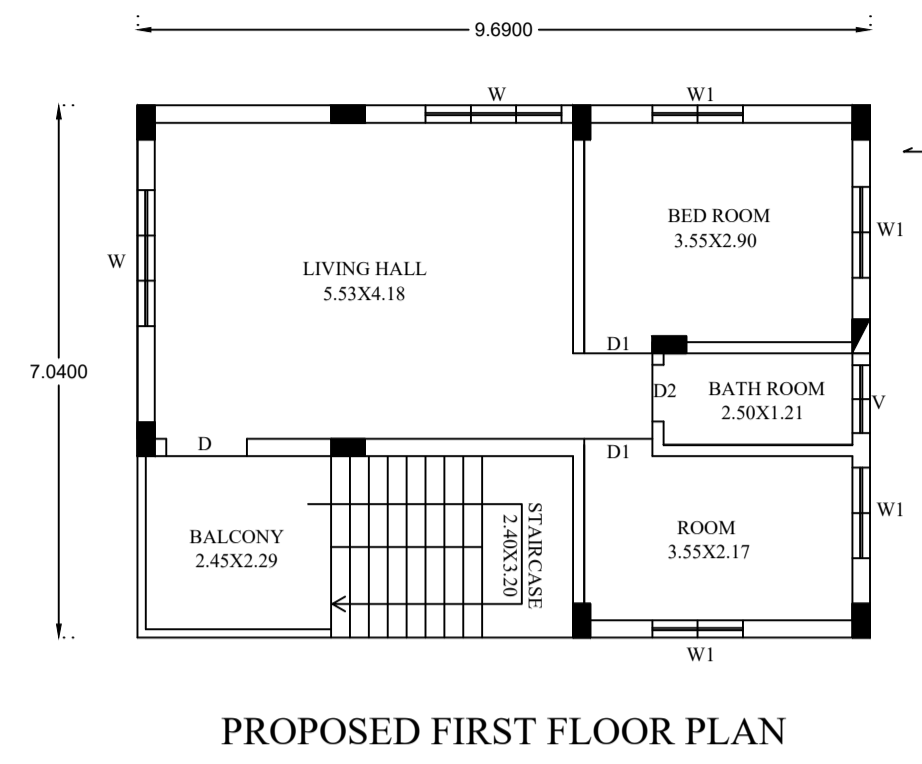 9.6900
W
W1
BED ROOM
3.55X2.90
W1
W
LIVING HALL
5.53X4.18
D1
7.0400
D2
BATH ROOM
2.50X1.21
V
D
D1
BALCONY
2.45X2.29
STAIRCASE
2.40X3.20
ROOM
3.55X2.17
W1
W1
PROPOSED FIRST FLOOR PLAN